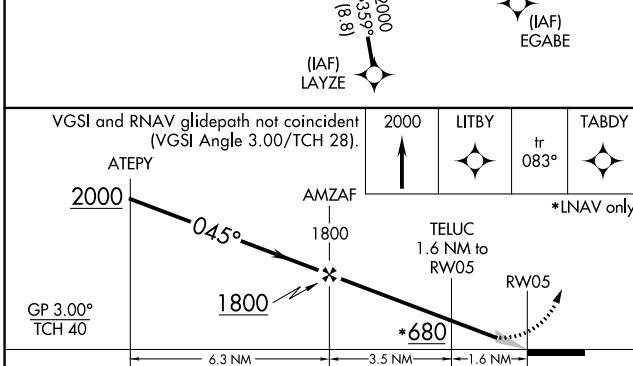 2000
359°
(8.8)
(IAF)
LAYZE
(IAF)
EGABE
VGSI and RNAV glidepath not coincident
(VGSI Angle 3.00/TCH 28).
2000
LITBY
tr
083°
TABDY
*LNAV only
ATEPY
2000
045°
AMZAF
1800
1800
TELUC
1.6 NM to
RW05
RW05
*680
GP 3.00°
TCH 40
6.3 NM
3.5 NM
1.6 NM